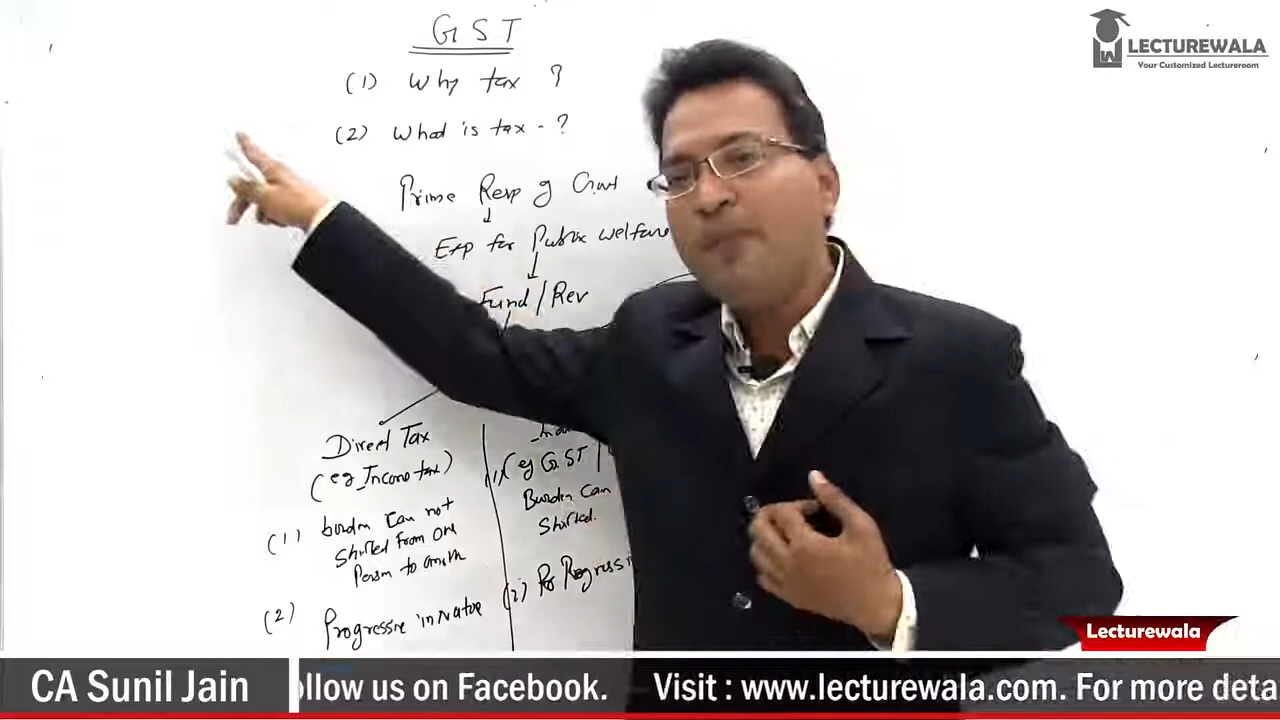 GST
(1) Why tax ?
(2) What is tax - ?
Prime Resp of Govt
Exp for Public welfare
Fund/Rev
Direct Tax
(eg Income tax)
(1) burden can not
Shifted from one
Person to
(2) Progressive in Nature
(1) (eg GST /
Burden Can
Shifted.
(2)
LECTUREWALA
Your Customized Lectureroom
Lecturewala
CA Sunil Jain
ollow us on Facebook. Visit : www.lecturewala.com. For more deta